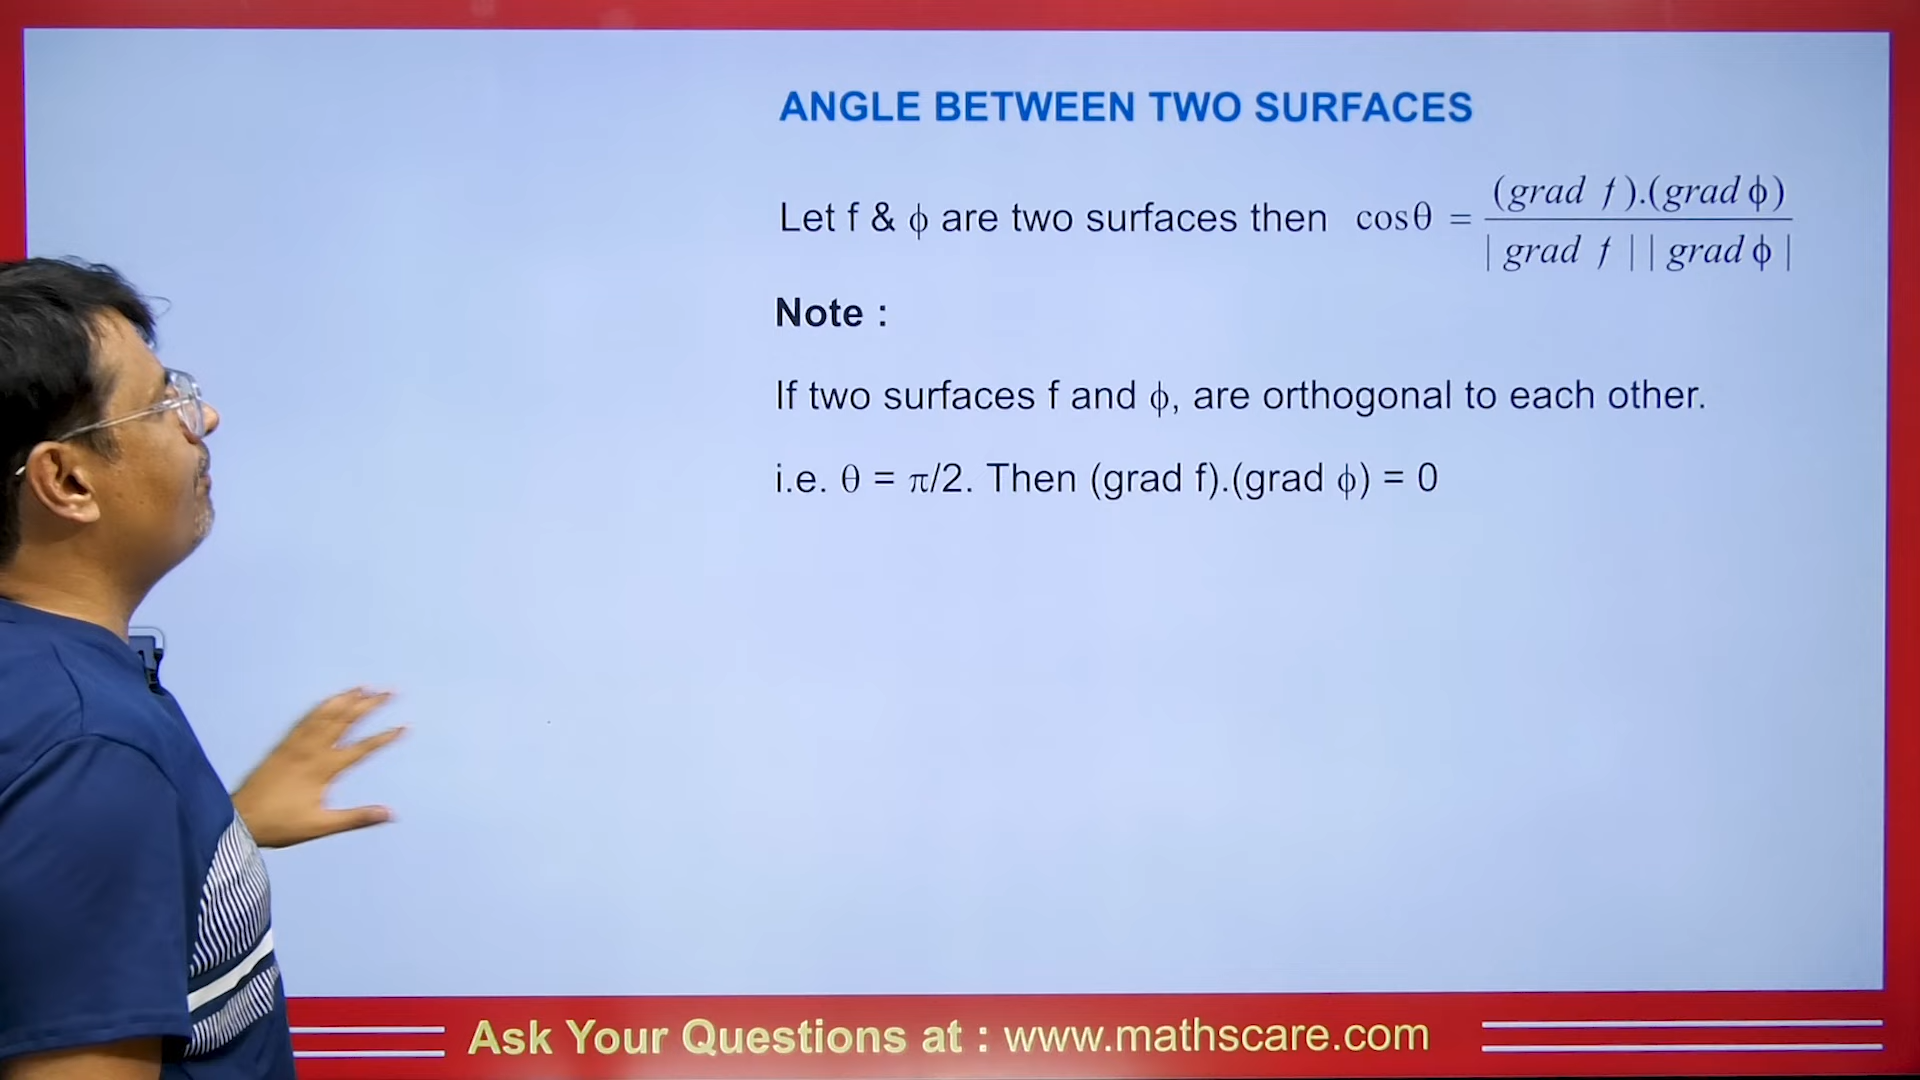 ANGLE BETWEEN TWO SURFACES
Let f & ϕ are two surfaces then cosθ = (grad f).(grad ϕ) / | grad f | | grad ϕ |
Note :
If two surfaces f and ϕ, are orthogonal to each other.
i.e. θ = π/2. Then (grad f).(grad ϕ) = 0
Ask Your Questions at : www.mathscare.com